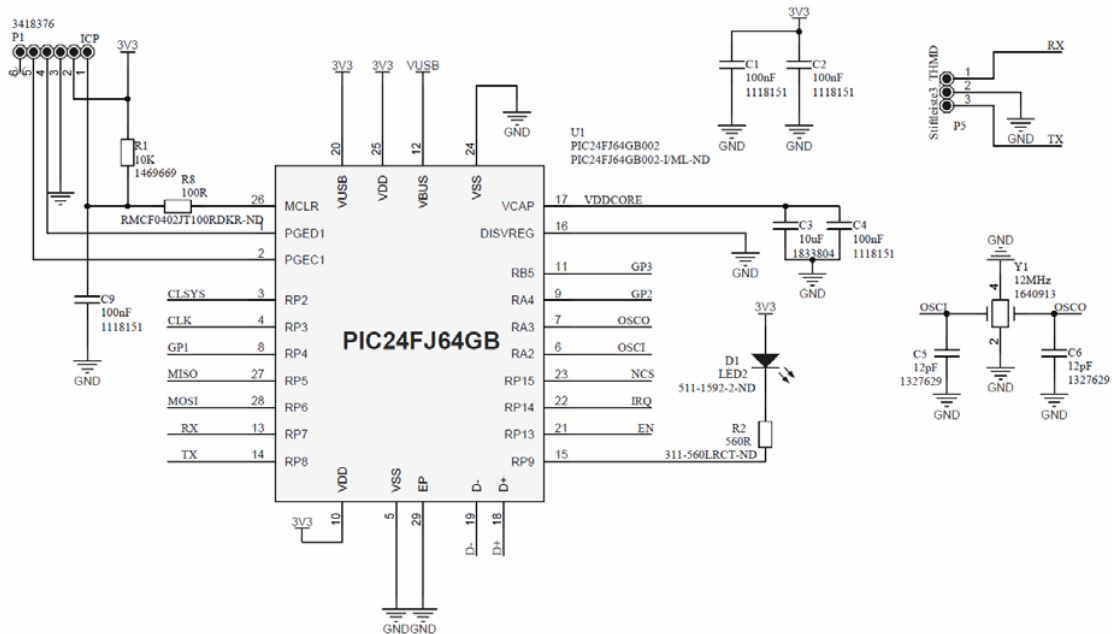 3418376
P1
ICP
6
5
4
3
2
1
3V3
R1
10K
1469669
R8
100R
RMCF0402JT100RDKR-ND
C9
100nF
1118151
GND
3V3
3V3
VUSB
GND
20
25
12
24
U1
PIC24FJ64GB002
PIC24FJ64GB002-I/ML-ND
VUSB
VDD
VBUS
VSS
26
MCLR
1
PGED1
2
PGEC1
CLSYS
3
RP2
CLK
4
RP3
GP1
8
RP4
MISO
27
RP5
MOSI
28
RP6
RX
13
RP7
TX
14
RP8
PIC24FJ64GB
VCAP
17
VDDCORE
DISVREG
16
RB5
11
GP3
RA4
9
GP2
RA3
7
OSCO
RA2
6
OSCI
RP15
23
NCS
RP14
22
IRQ
RP13
21
EN
RP9
15
VDD
VSS
EP
D-
D+
3V3
10
5
29
19
18
D-
D+
GND
GND
3V3
C1
100nF
1118151
C2
100nF
1118151
GND
GND
C3
10uF
1833804
C4
100nF
1118151
GND
GND
3V3
D1
LED2
511-1592-2-ND
R2
560R
311-560LRCT-ND
Stiftleiste3 THMD
1
2
3
P5
RX
GND
TX
GND
Y1
12MHz
1640913
4
2
OSCI
OSCO
C5
12pF
1327629
C6
12pF
1327629
GND
GND
GND